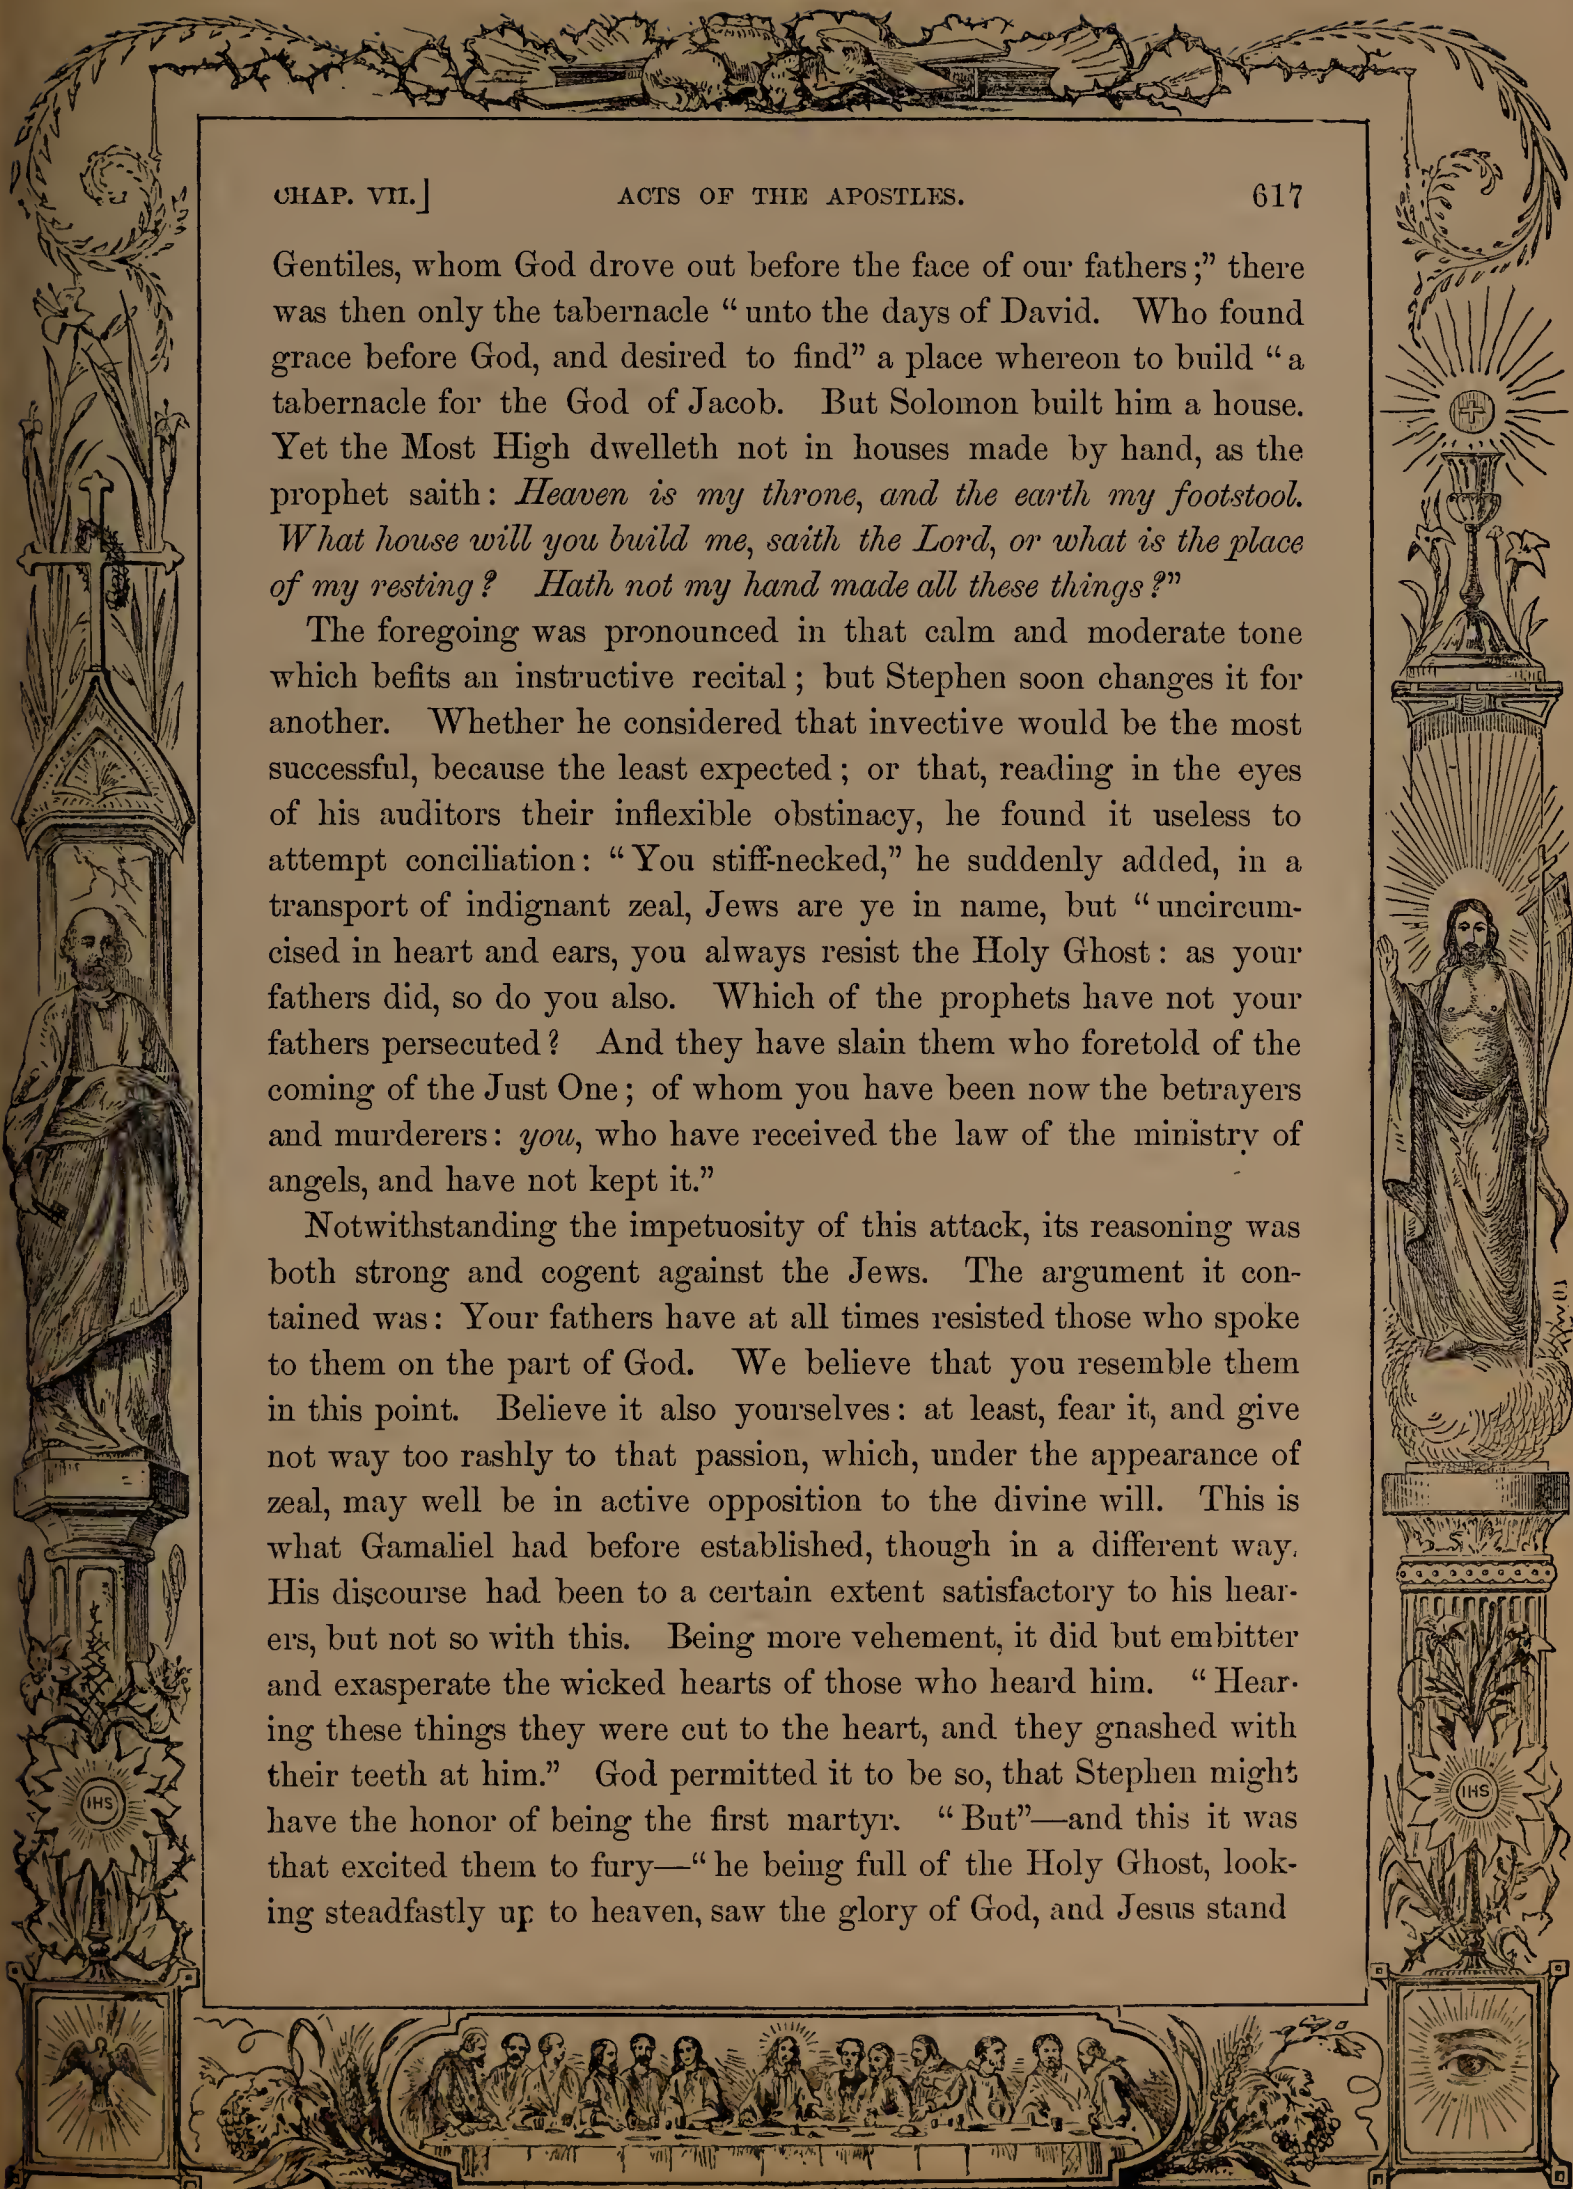 CHAP. VII.] ACTS OF THE APOSTLES. 617
Gentiles, whom God drove out before the face of our fathers;” there
was then only the tabernacle “unto the days of David. Who found
grace before God, and desired to find” a place whereon to build “a
tabernacle for the God of Jacob. But Solomon built him a house.
Yet the Most High dwelleth not in houses made by hand, as the
prophet saith: Heaven is my throne, and the earth my footstool.
What house will you build me, saith the Lord, or what is the place
of my resting? Hath not my hand made all these things?”
The foregoing was pronounced in that calm and moderate tone
which befits an instructive recital; but Stephen soon changes it for
another. Whether he considered that invective would be the most
successful, because the least expected; or that, reading in the eyes
of his auditors their inflexible obstinacy, he found it useless to
attempt conciliation: “You stiff-necked,” he suddenly added, in a
transport of indignant zeal, Jews are ye in name, but “uncircum-
cised in heart and ears, you always resist the Holy Ghost: as your
fathers did, so do you also. Which of the prophets have not your
fathers persecuted? And they have slain them who foretold of the
coming of the Just One; of whom you have been now the betrayers
and murderers: you, who have received the law of the ministry of
angels, and have not kept it.”
Notwithstanding the impetuosity of this attack, its reasoning was
both strong and cogent against the Jews. The argument it con-
tained was: Your fathers have at all times resisted those who spoke
to them on the part of God. We believe that you resemble them
in this point. Believe it also yourselves: at least, fear it, and give
not way too rashly to that passion, which, under the appearance of
zeal, may well be in active opposition to the divine will. This is
what Gamaliel had before established, though in a different way.
His discourse had been to a certain extent satisfactory to his hear-
ers, but not so with this. Being more vehement, it did but embitter
and exasperate the wicked hearts of those who heard him. “Hear-
ing these things they were cut to the heart, and they gnashed with
their teeth at him.” God permitted it to be so, that Stephen might
have the honor of being the first martyr. “But”—and this it was
that excited them to fury—“he being full of the Holy Ghost, look-
ing steadfastly up to heaven, saw the glory of God, and Jesus stand
IHS
IHS